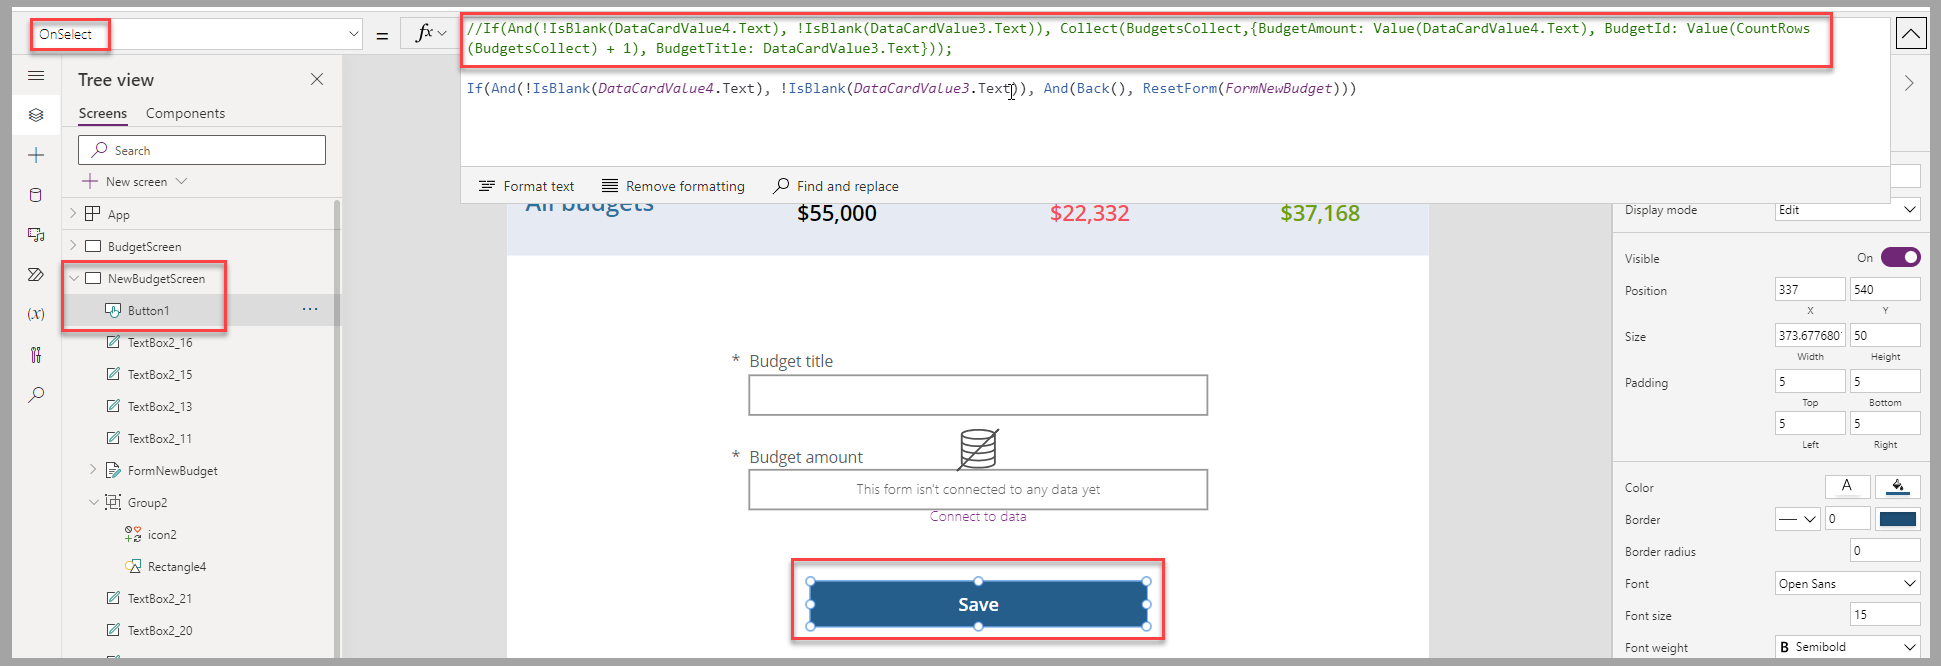 OnSelect
=
fx
//If(And(!IsBlank(DataCardValue4.Text), !IsBlank(DataCardValue3.Text)), Collect(BudgetsCollect,{BudgetAmount: Value(DataCardValue4.Text), BudgetId: Value(CountRows
(BudgetsCollect) + 1), BudgetTitle: DataCardValue3.Text}));
If(And(!IsBlank(DataCardValue4.Text), !IsBlank(DataCardValue3.Text)), And(Back(), ResetForm(FormNewBudget)))
Format text
Remove formatting
Find and replace
Tree view
Screens
Components
Search
New screen
App
BudgetScreen
NewBudgetScreen
Button1
...
TextBox2_16
TextBox2_15
TextBox2_13
TextBox2_11
FormNewBudget
Group2
icon2
Rectangle4
TextBox2_21
TextBox2_20
(x)
All budgets
$55,000
$22,332
$37,168
* Budget title
* Budget amount
This form isn't connected to any data yet
Connect to data
Save
Display mode
Edit
Visible
On
Position
337
540
X
Y
Size
373.677680
50
Width
Height
Padding
5
5
Top
Bottom
5
5
Left
Right
Color
A
Border
0
Border radius
0
Font
Open Sans
Font size
15
Font weight
B Semibold